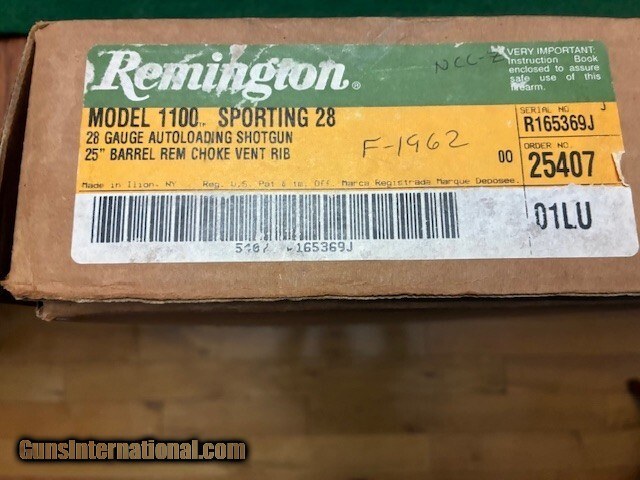 Remington®
NCC-Z
VERY IMPORTANT:
Instruction Book
enclosed to assure
safe use of this
firearm.
MODEL 1100™ SPORTING 28
28 GAUGE AUTOLOADING SHOTGUN
25" BARREL REM CHOKE VENT RIB
F-1962
00
SERIAL NO. J
R165369J
ORDER NO.
25407
Made in Ilion, NY Reg. U.S. Pat & tm. Off. Marca Registrada Marque Deposee.
165369J
01LU
GunsInternational.com